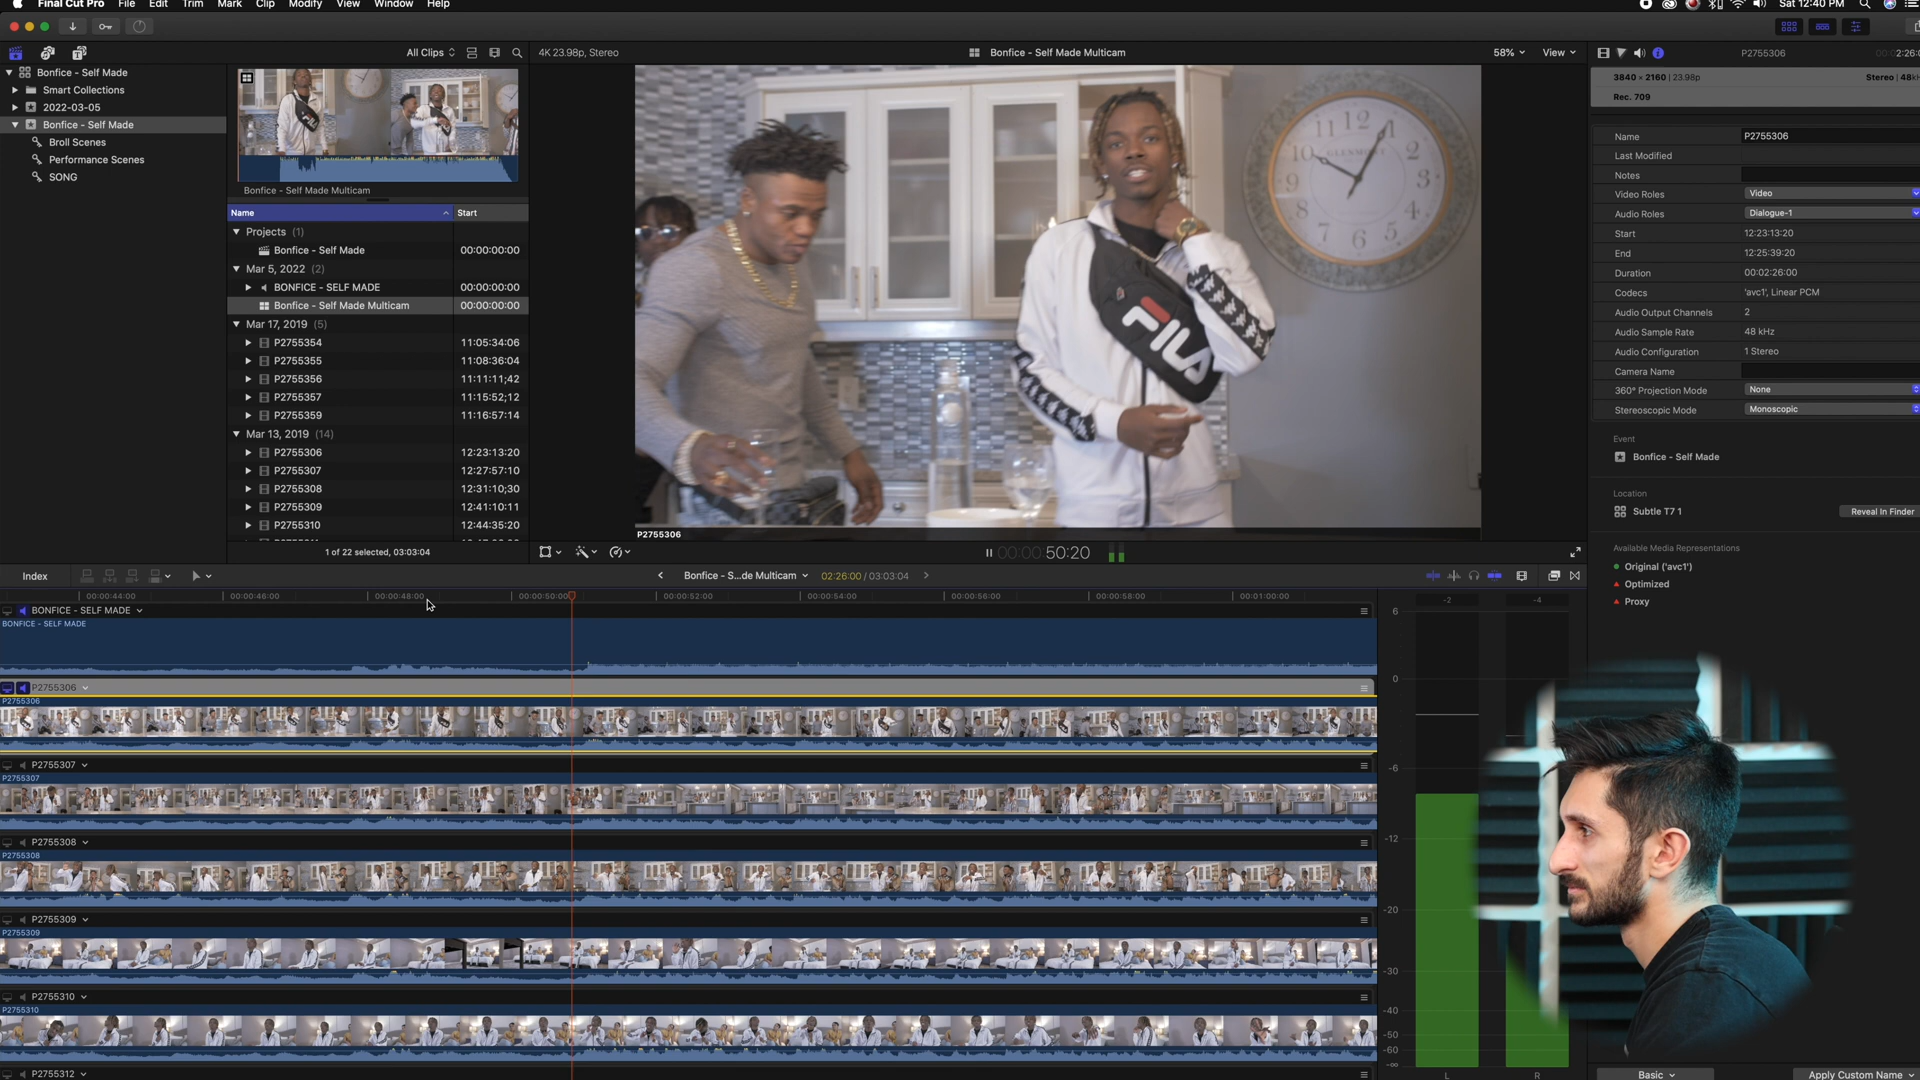 Final Cut Pro File Edit Trim Mark Clip Modify View Window Help
Sat 12:40 PM
All Clips
4K 23.98p, Stereo
Bonfice - Self Made Multicam
58%
View
P2755306
Bonfice - Self Made
Smart Collections
2022-03-05
Bonfice - Self Made
Broll Scenes
Performance Scenes
SONG
Bonfice - Self Made Multicam
Name Start
Projects (1)
Bonfice - Self Made 00:00:00:00
Mar 5, 2022 (2)
BONFICE - SELF MADE 00:00:00:00
Bonfice - Self Made Multicam 00:00:00:00
Mar 17, 2019 (5)
P2755354 11:05:34:06
P2755355 11:08:36:04
P2755356 11:11:11;42
P2755357 11:15:52;12
P2755359 11:16:57:14
Mar 13, 2019 (14)
P2755306 12:23:13:20
P2755307 12:27:57:10
P2755308 12:31:10;30
P2755309 12:41:10:11
P2755310 12:44:35:20
1 of 22 selected, 03:03:04
FILA
GLENMONT
12 1 2 3 4 5 6 7 8 9 10 11
P2755306
00:00:50:20
3840 × 2160 | 23.98p
Stereo | 48kH
Rec. 709
Name P2755306
Last Modified
Notes
Video Roles Video
Audio Roles Dialogue-1
Start 12:23:13:20
End 12:25:39:20
Duration 00:02:26:00
Codecs 'avc1', Linear PCM
Audio Output Channels 2
Audio Sample Rate 48 kHz
Audio Configuration 1 Stereo
Camera Name
360° Projection Mode None
Stereoscopic Mode Monoscopic
Event
Bonfice - Self Made
Location
Subtle T7 1
Reveal In Finder
Available Media Representations
Original ('avc1')
Optimized
Proxy
Index
Bonfice - S...de Multicam
02:26:00 / 03:03:04
00:00:44:00 00:00:46:00 00:00:48:00 00:00:50:00 00:00:52:00 00:00:56:00 00:00:54:00 00:00:58:00 00:01:00:00
BONFICE - SELF MADE
BONFICE - SELF MADE
P2755306
P2755306
P2755307
P2755307
P2755308
P2755308
P2755309
P2755309
P2755310
P2755310
P2755312
-2 -4
6
0
-6
-12
-20
-30
-40
-50
-60
-∞
L R
Basic
Apply Custom Name